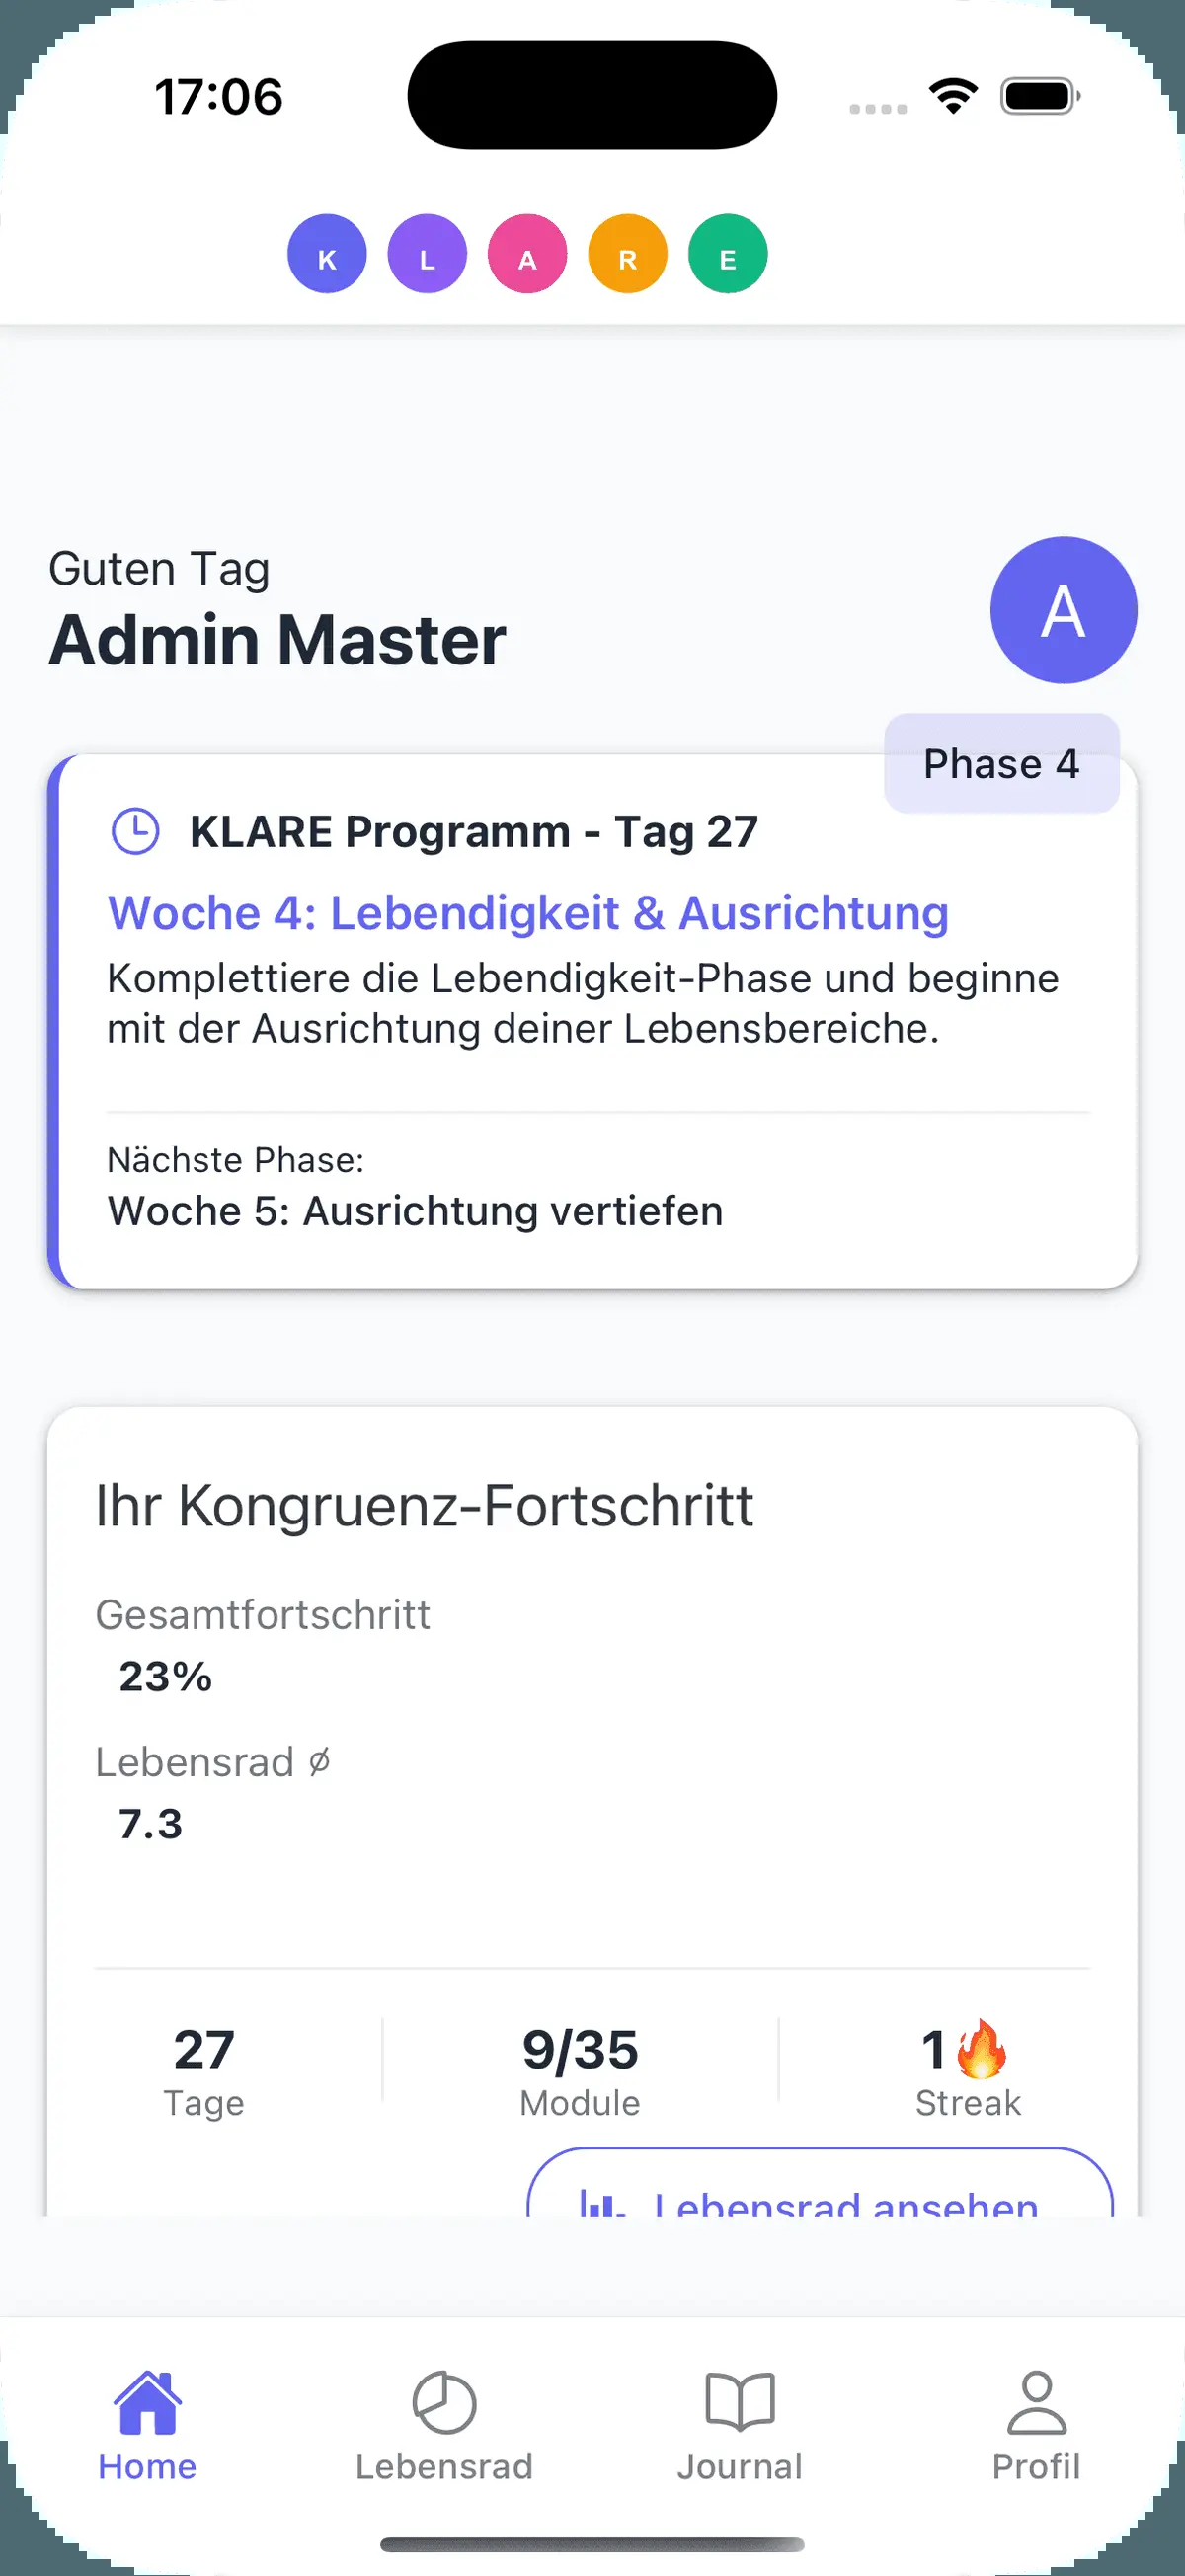 17:06
K L A R E
Guten Tag
Admin Master
A
Phase 4
KLARE Programm - Tag 27
Woche 4: Lebendigkeit & Ausrichtung
Komplettiere die Lebendigkeit-Phase und beginne
mit der Ausrichtung deiner Lebensbereiche.
Nächste Phase:
Woche 5: Ausrichtung vertiefen
Ihr Kongruenz-Fortschritt
Gesamtfortschritt
23%
Lebensrad ∅
7.3
27 9/35 1🔥
Tage Module Streak
Lebensrad ansehen
Home Lebensrad Journal Profil